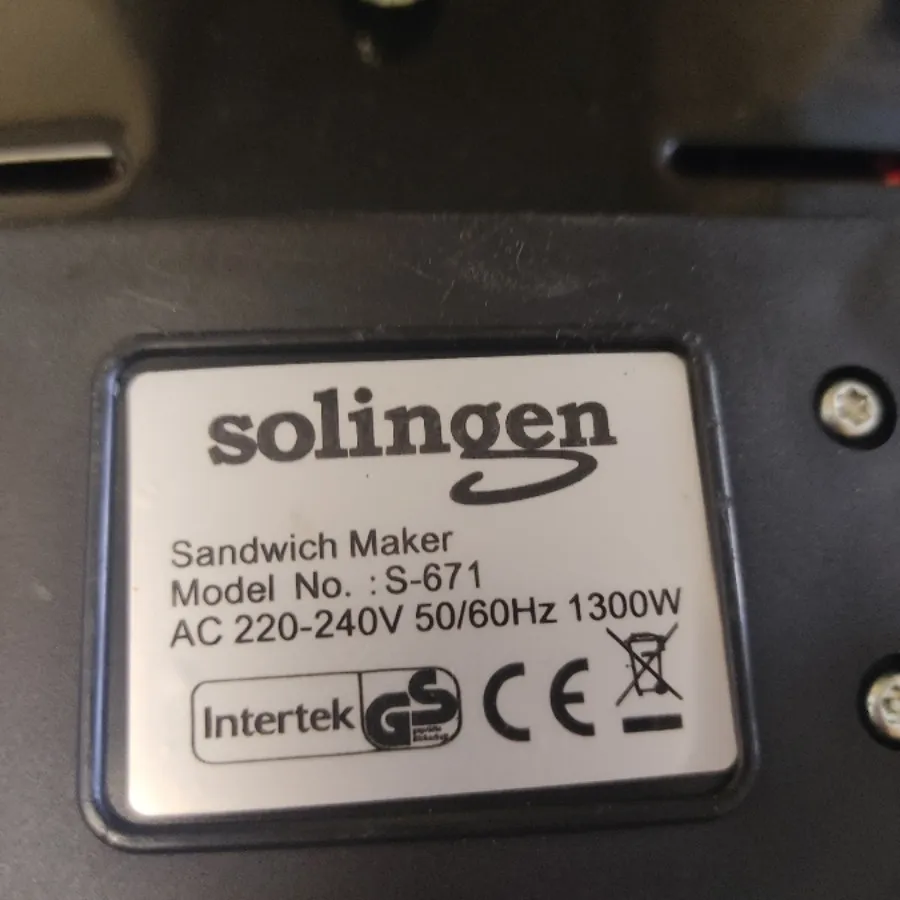 solingen
Sandwich Maker
Model No. : S-671
AC 220-240V 50/60Hz 1300W
Intertek GS CE